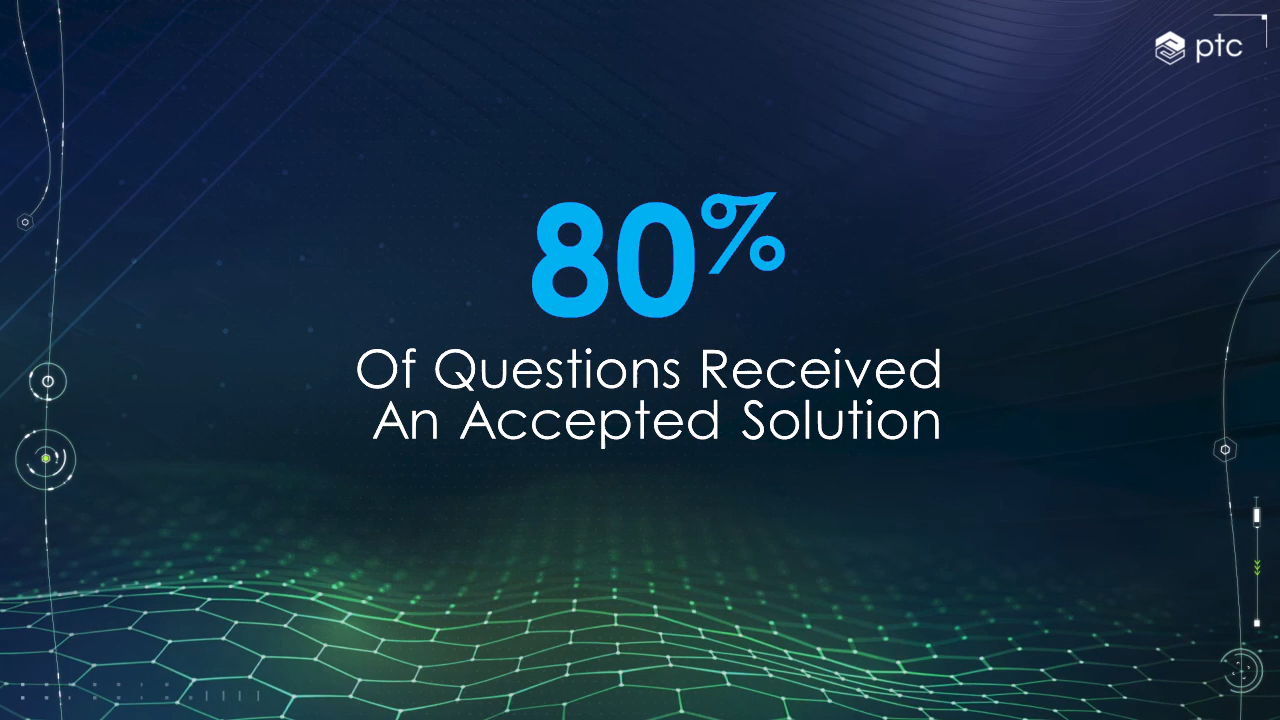 ptc
80%
Of Questions Received
An Accepted Solution